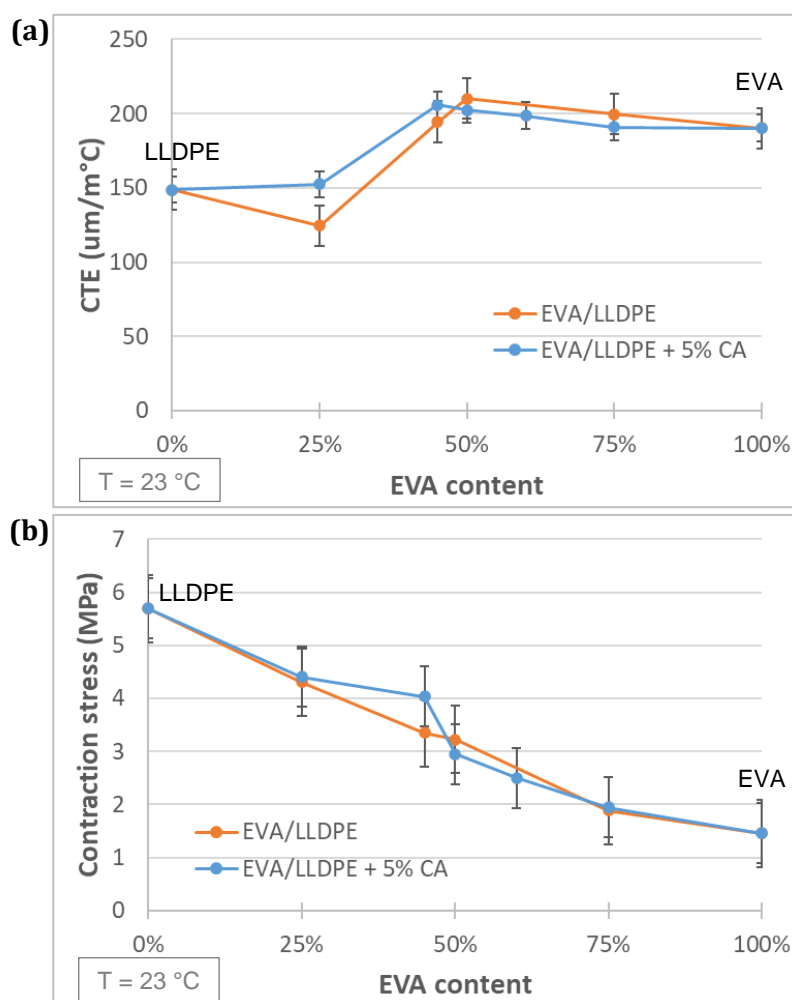 (a)
250
200
150
100
50
0
CTE (um/m°C)
LLDPE
EVA
EVA/LLDPE
EVA/LLDPE + 5% CA
0% 25% 50% 75% 100%
T = 23 °C
EVA content
(b)
7
6
5
4
3
2
1
0
Contraction stress (MPa)
LLDPE
EVA
EVA/LLDPE
EVA/LLDPE + 5% CA
0% 25% 50% 75% 100%
T = 23 °C
EVA content